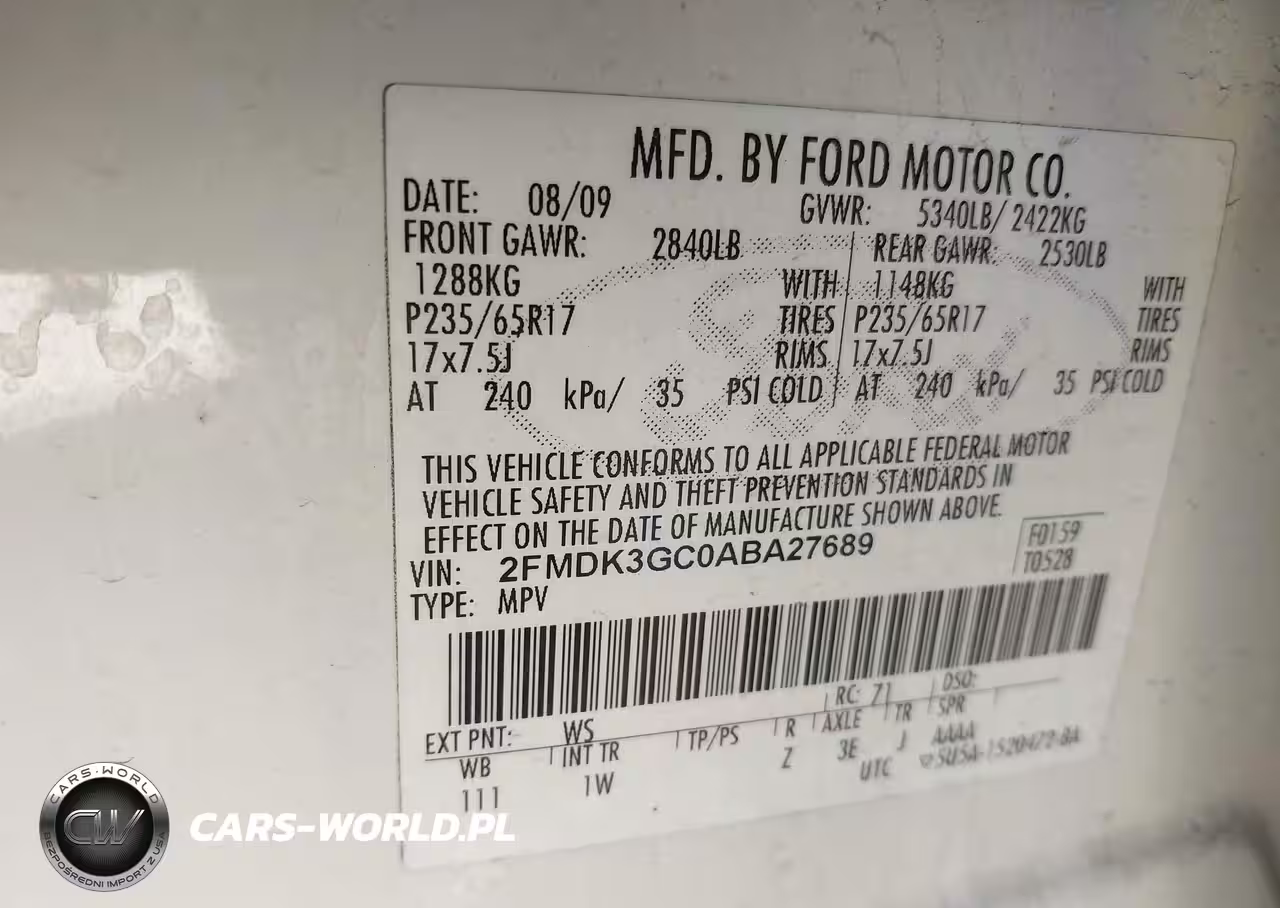 MFD. BY FORD MOTOR CO.
DATE: 08/09 GVWR: 5340LB/ 2422KG
FRONT GAWR: 2840LB REAR GAWR: 2530LB
1288KG WITH 1148KG WITH
P235/65R17 TIRES P235/65R17 TIRES
17x7.5J RIMS 17x7.5J RIMS
AT 240 kPa/ 35 PSI COLD AT 240 kPa/ 35 PSI COLD
THIS VEHICLE CONFORMS TO ALL APPLICABLE FEDERAL MOTOR
VEHICLE SAFETY AND THEFT PREVENTION STANDARDS IN
EFFECT ON THE DATE OF MANUFACTURE SHOWN ABOVE.
VIN: 2FMDK3GC0ABA27689 F0159
TYPE: MPV T0528
EXT PNT: WS RC: 71 DSO:
WB INT TR TP/PS R AXLE TR SPR
111 1W Z 3E J AAAA
UTC
CARS-WORLD
CW
BEZPOŚREDNI IMPORT Z USA
CARS-WORLD.PL